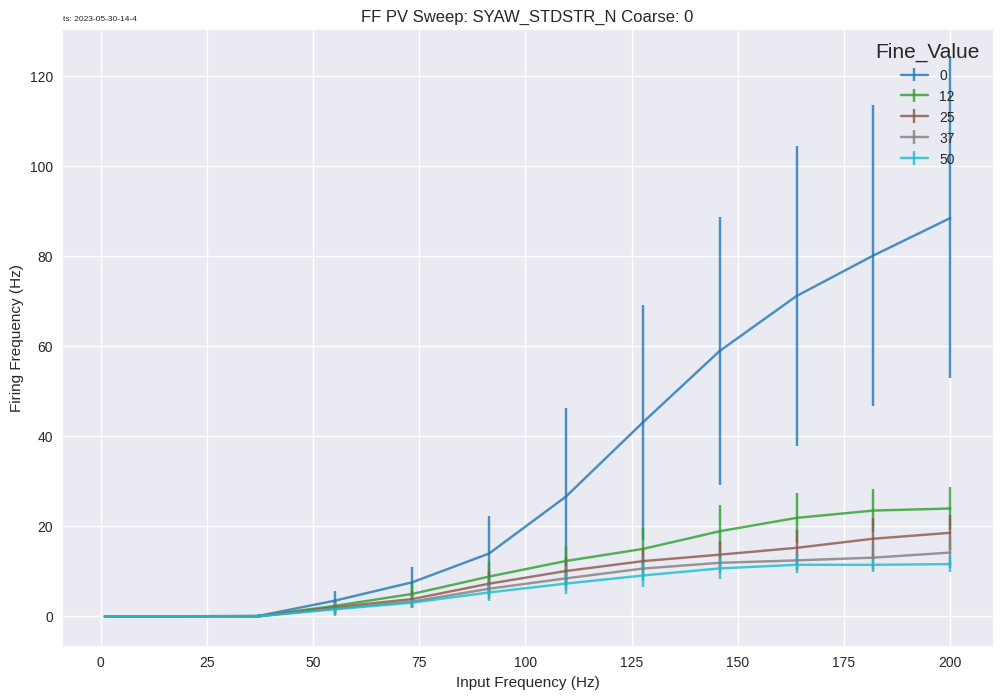 ts: 2023-05-30-14-4
FF PV Sweep: SYAW_STDSTR_N Coarse: 0
Fine_Value
0
12
25
37
50
120
100
80
60
40
20
0
Firing Frequency (Hz)
0 25 50 75 100 125 150 175 200
Input Frequency (Hz)